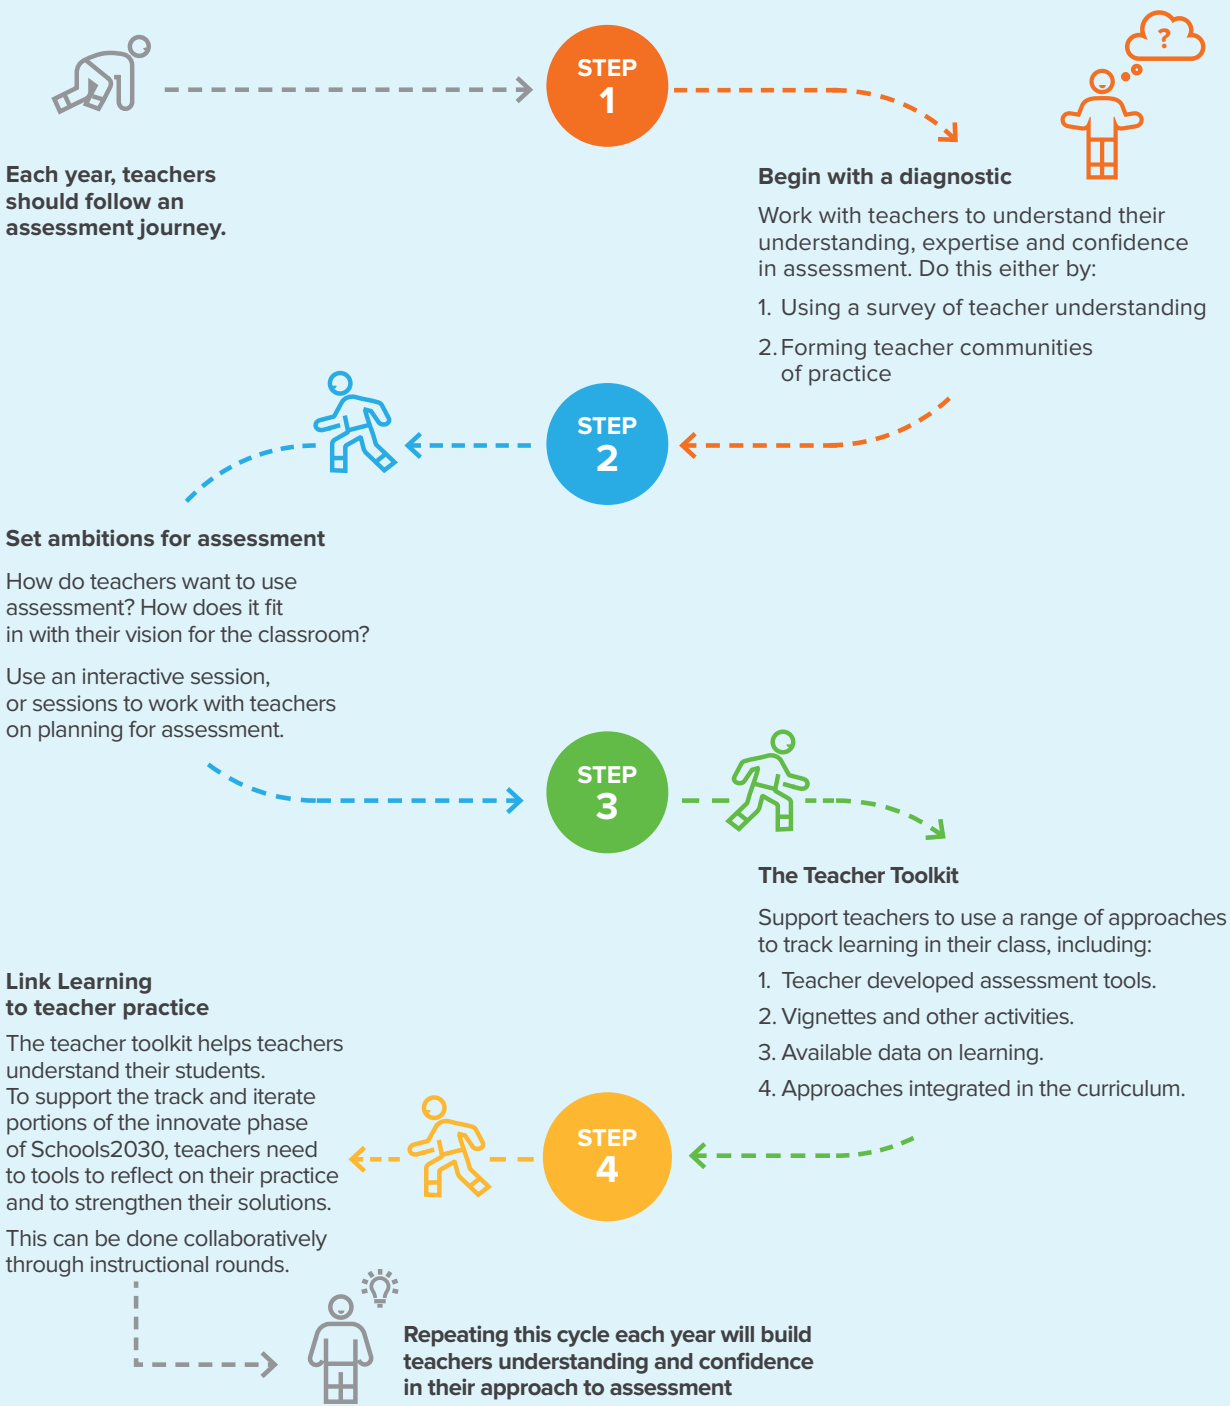 Each year, teachers
should follow an
assessment journey.
STEP
1
?
Begin with a diagnostic
Work with teachers to understand their
understanding, expertise and confidence
in assessment. Do this either by:
1. Using a survey of teacher understanding
2. Forming teacher communities
of practice
STEP
2
Set ambitions for assessment
How do teachers want to use
assessment? How does it fit
in with their vision for the classroom?
Use an interactive session,
or sessions to work with teachers
on planning for assessment.
STEP
3
The Teacher Toolkit
Support teachers to use a range of approaches
to track learning in their class, including:
1. Teacher developed assessment tools.
2. Vignettes and other activities.
3. Available data on learning.
4. Approaches integrated in the curriculum.
STEP
4
Link Learning
to teacher practice
The teacher toolkit helps teachers
understand their students.
To support the track and iterate
portions of the innovate phase
of Schools2030, teachers need
to tools to reflect on their practice
and to strengthen their solutions.
This can be done collaboratively
through instructional rounds.
Repeating this cycle each year will build
teachers understanding and confidence
in their approach to assessment